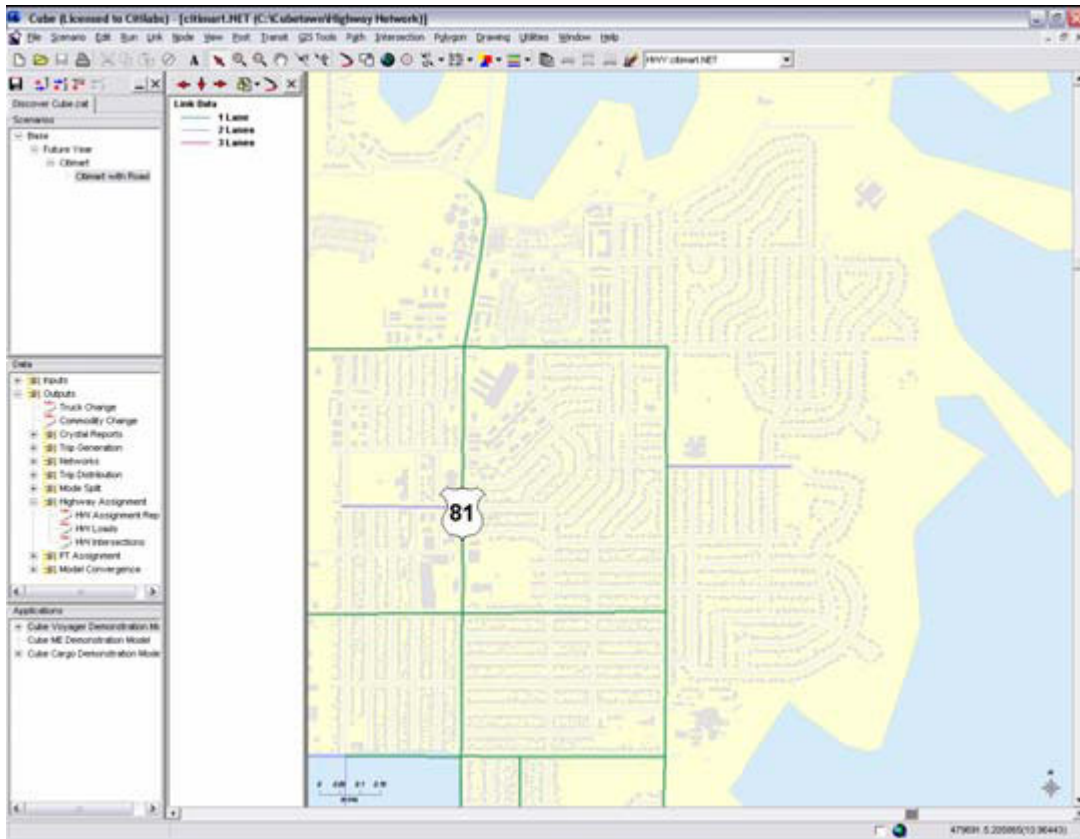 Cube (Licensed to Citilabs) - [citimart.NET (C:\Cubetown\Highway Network)]
File Scenario Edit Run Link Node View Post Transit GIS Tools Path Intersection Polygon Drawing Utilities Window Help
A
HWY:citimart.NET
Discover Cube.cat
Scenarios
Base
Future Year
Citimart
Citimart with Road
Link Data
1 Lane
2 Lanes
3 Lanes
81
Data
Inputs
Outputs
Truck Change
Commodity Change
Crystal Reports
Trip Generation
Networks
Trip Distribution
Mode Split
Highway Assignment
HW Assignment Rep
HW Loads
HW Intersections
PT Assignment
Model Convergence
Applications
Cube Voyager Demonstration Mo
Cube ME Demonstration Model
Cube Cargo Demonstration Mode